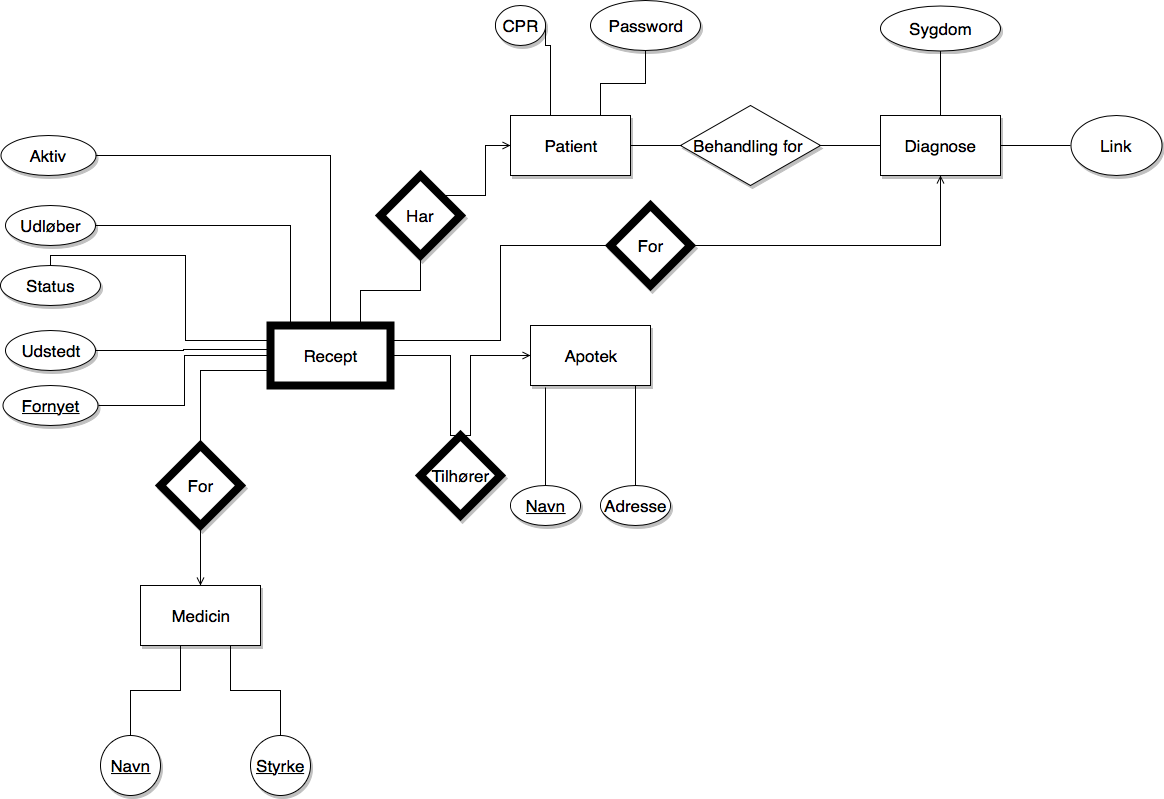 CPR
Password
Sygdom
Patient
Behandling for
Diagnose
Link
Aktiv
Har
Udløber
For
Status
Udstedt
Recept
Apotek
Fornyet
For
Tilhører
Navn
Adresse
Medicin
Navn
Styrke